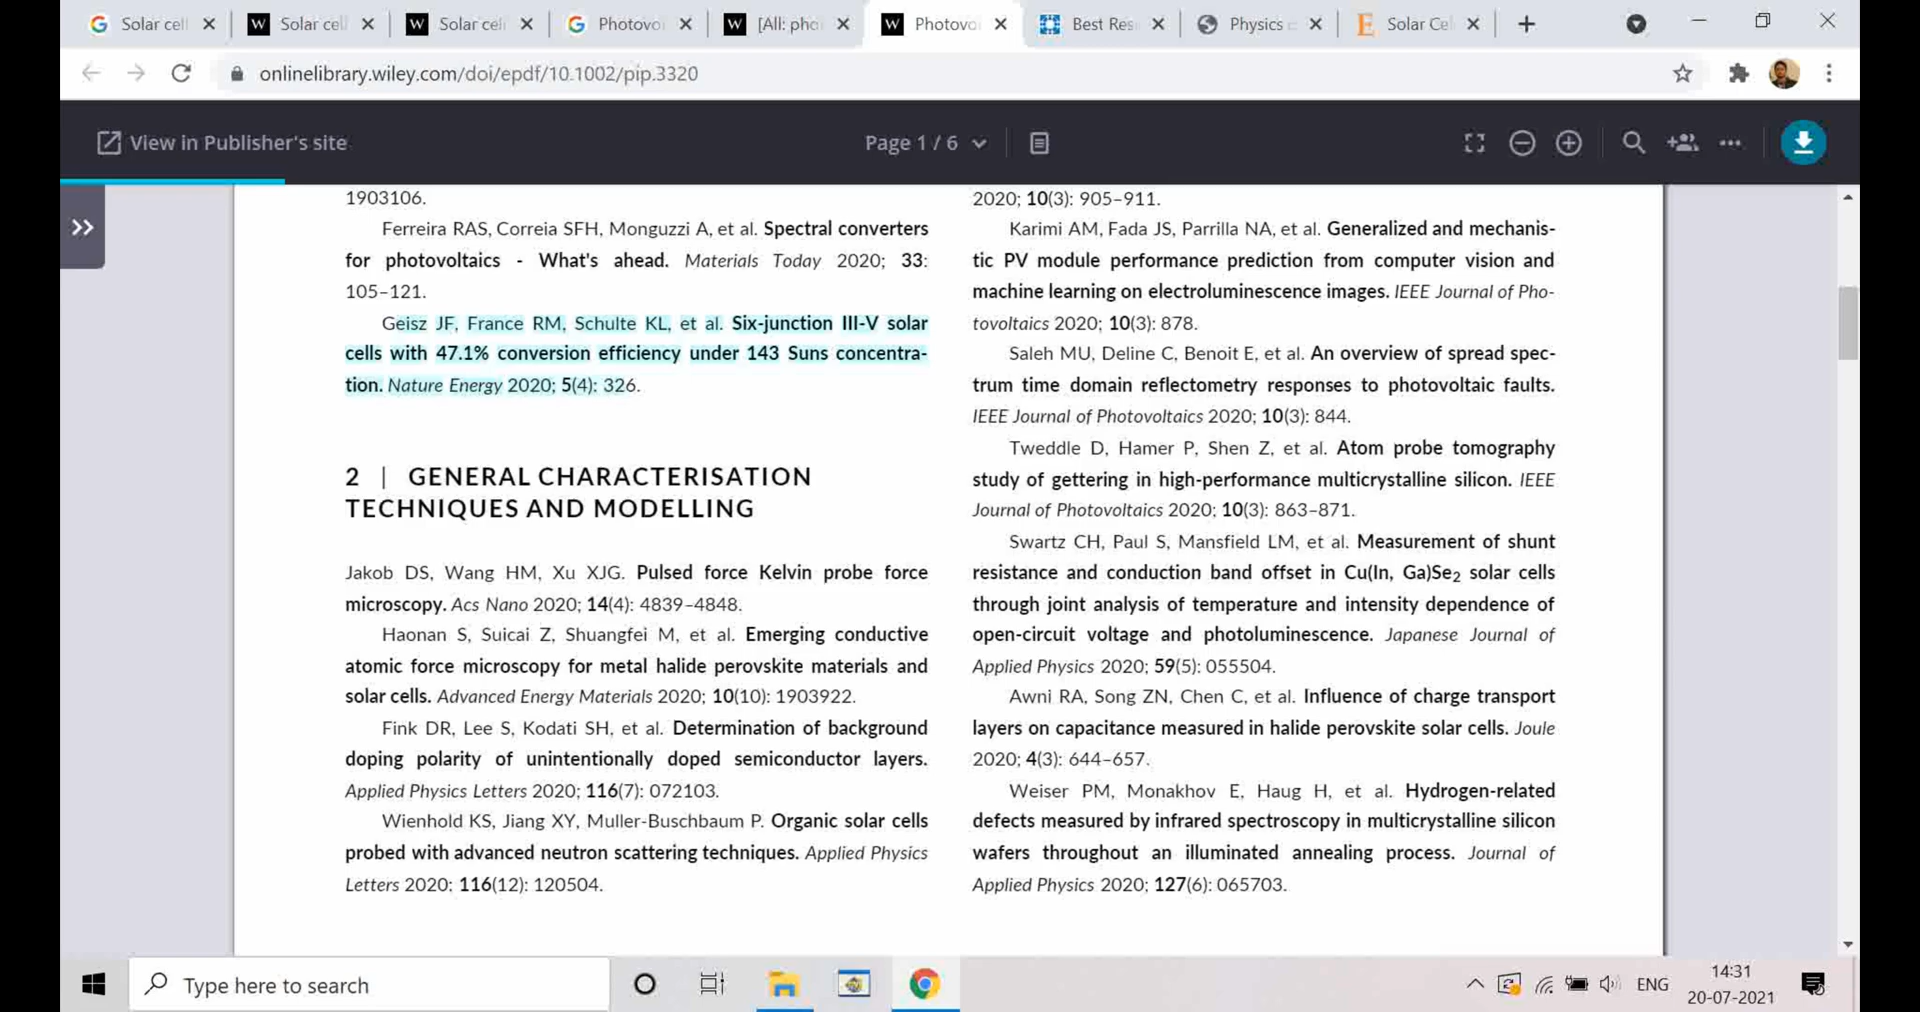 Solar cell
Solar cell
Solar cell
Photovo
[All: pho
Photovol
Best Res
Physics o
Solar Cel
onlinelibrary.wiley.com/doi/epdf/10.1002/pip.3320
View in Publisher's site
Page 1 / 6
1903106.
Ferreira RAS, Correia SFH, Monguzzi A, et al. Spectral converters
for photovoltaics - What's ahead. Materials Today 2020; 33:
105–121.
Geisz JF, France RM, Schulte KL, et al. Six-junction III-V solar
cells with 47.1% conversion efficiency under 143 Suns concentra-
tion. Nature Energy 2020; 5(4): 326.
2 | GENERAL CHARACTERISATION
TECHNIQUES AND MODELLING
Jakob DS, Wang HM, Xu XJG. Pulsed force Kelvin probe force
microscopy. Acs Nano 2020; 14(4): 4839–4848.
Haonan S, Suicai Z, Shuangfei M, et al. Emerging conductive
atomic force microscopy for metal halide perovskite materials and
solar cells. Advanced Energy Materials 2020; 10(10): 1903922.
Fink DR, Lee S, Kodati SH, et al. Determination of background
doping polarity of unintentionally doped semiconductor layers.
Applied Physics Letters 2020; 116(7): 072103.
Wienhold KS, Jiang XY, Muller-Buschbaum P. Organic solar cells
probed with advanced neutron scattering techniques. Applied Physics
Letters 2020; 116(12): 120504.
2020; 10(3): 905–911.
Karimi AM, Fada JS, Parrilla NA, et al. Generalized and mechanis-
tic PV module performance prediction from computer vision and
machine learning on electroluminescence images. IEEE Journal of Pho-
tovoltaics 2020; 10(3): 878.
Saleh MU, Deline C, Benoit E, et al. An overview of spread spec-
trum time domain reflectometry responses to photovoltaic faults.
IEEE Journal of Photovoltaics 2020; 10(3): 844.
Tweddle D, Hamer P, Shen Z, et al. Atom probe tomography
study of gettering in high-performance multicrystalline silicon. IEEE
Journal of Photovoltaics 2020; 10(3): 863–871.
Swartz CH, Paul S, Mansfield LM, et al. Measurement of shunt
resistance and conduction band offset in Cu(In, Ga)Se2 solar cells
through joint analysis of temperature and intensity dependence of
open-circuit voltage and photoluminescence. Japanese Journal of
Applied Physics 2020; 59(5): 055504.
Awni RA, Song ZN, Chen C, et al. Influence of charge transport
layers on capacitance measured in halide perovskite solar cells. Joule
2020; 4(3): 644–657.
Weiser PM, Monakhov E, Haug H, et al. Hydrogen-related
defects measured by infrared spectroscopy in multicrystalline silicon
wafers throughout an illuminated annealing process. Journal of
Applied Physics 2020; 127(6): 065703.
Type here to search
ENG
14:31
20-07-2021